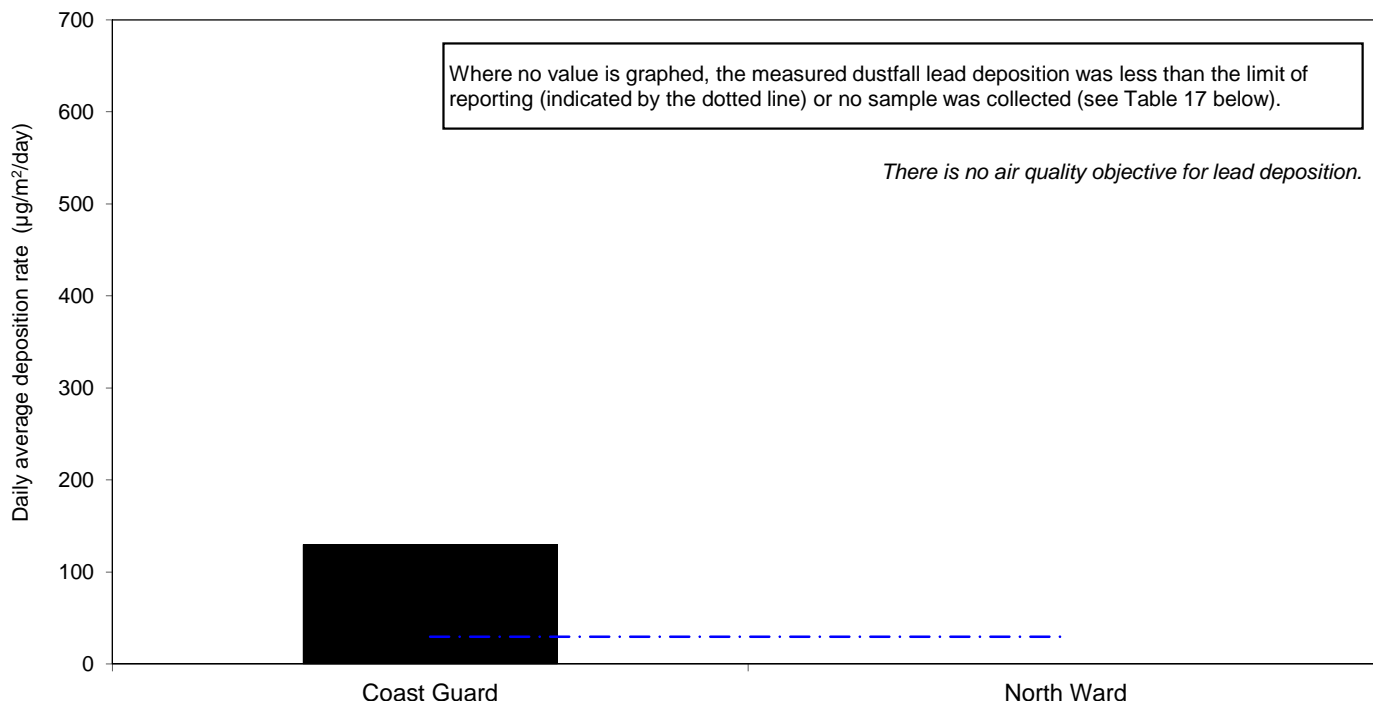 700
600
500
400
300
200
100
0
Daily average deposition rate (µg/m²/day)
Where no value is graphed, the measured dustfall lead deposition was less than the limit of
reporting (indicated by the dotted line) or no sample was collected (see Table 17 below).
There is no air quality objective for lead deposition.
Coast Guard
North Ward